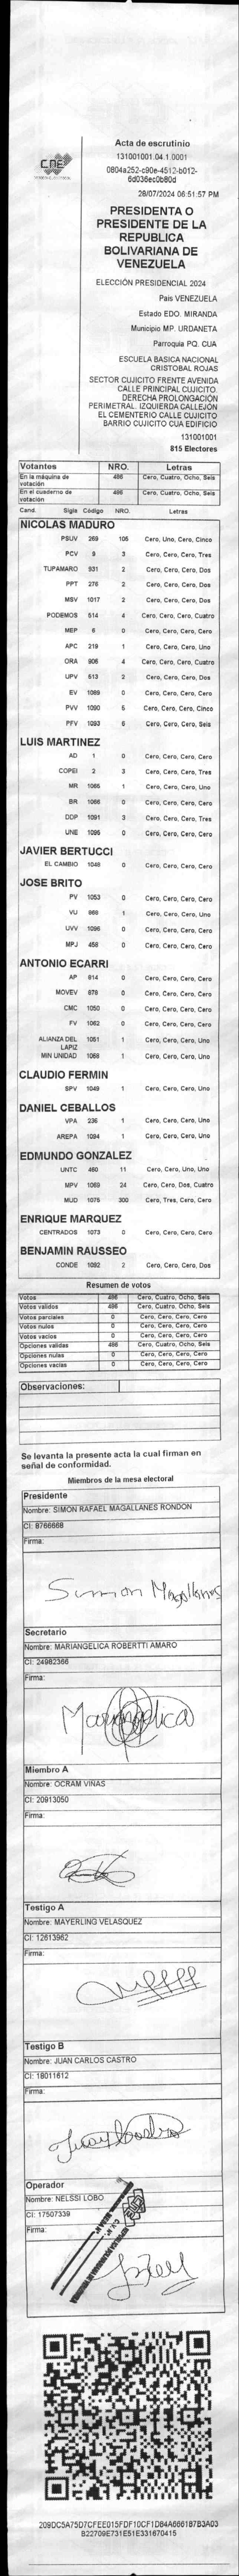 CNE
Acta de escrutinio
131001001.04.1.0001
0804a252-c90e-4512-b012-
6d036ec0b80d
28/07/2024 06:51:57 PM
PRESIDENTA O
PRESIDENTE DE LA
REPUBLICA
BOLIVARIANA DE
VENEZUELA
ELECCIÓN PRESIDENCIAL 2024
Pais VENEZUELA
Estado EDO. MIRANDA
Municipio MP. URDANETA
Parroquia PQ. CUA
ESCUELA BASICA NACIONAL
CRISTOBAL ROJAS
SECTOR CUJICITO FRENTE AVENIDA
CALLE PRINCIPAL CUJICITO.
DERECHA PROLONGACIÓN
PERIMETRAL. IZQUIERDA CALLEJÓN
EL CEMENTERIO CALLE CUJICITO
BARRIO CUJICITO CUA EDIFICIO
131001001
815 Electores
Votantes NRO. Letras
En la máquina de votación 486 Cero, Cuatro, Ocho, Seis
En el cuaderno de votación 486 Cero, Cuatro, Ocho, Seis
Cand. Sigla Código NRO. Letras
NICOLAS MADURO
PSUV 269 105 Cero, Uno, Cero, Cinco
PCV 9 3 Cero, Cero, Cero, Tres
TUPAMARO 931 2 Cero, Cero, Cero, Dos
PPT 276 2 Cero, Cero, Cero, Dos
MSV 1017 2 Cero, Cero, Cero, Dos
PODEMOS 514 4 Cero, Cero, Cero, Cuatro
MEP 6 0 Cero, Cero, Cero, Cero
APC 219 1 Cero, Cero, Cero, Uno
ORA 906 4 Cero, Cero, Cero, Cuatro
UPV 513 2 Cero, Cero, Cero, Dos
EV 1089 0 Cero, Cero, Cero, Cero
PVV 1090 5 Cero, Cero, Cero, Cinco
PFV 1093 6 Cero, Cero, Cero, Seis
LUIS MARTINEZ
AD 1 0 Cero, Cero, Cero, Cero
COPEI 2 3 Cero, Cero, Cero, Tres
MR 1065 1 Cero, Cero, Cero, Uno
BR 1066 0 Cero, Cero, Cero, Cero
DDP 1091 3 Cero, Cero, Cero, Tres
UNE 1095 0 Cero, Cero, Cero, Cero
JAVIER BERTUCCI
EL CAMBIO 1046 0 Cero, Cero, Cero, Cero
JOSE BRITO
PV 1053 0 Cero, Cero, Cero, Cero
VU 868 1 Cero, Cero, Cero, Uno
UVV 1096 0 Cero, Cero, Cero, Cero
MPJ 458 0 Cero, Cero, Cero, Cero
ANTONIO ECARRI
AP 814 0 Cero, Cero, Cero, Cero
MOVEV 878 0 Cero, Cero, Cero, Cero
CMC 1050 0 Cero, Cero, Cero, Cero
FV 1062 0 Cero, Cero, Cero, Cero
ALIANZA DEL LAPIZ 1051 1 Cero, Cero, Cero, Uno
MIN UNIDAD 1068 1 Cero, Cero, Cero, Uno
CLAUDIO FERMIN
SPV 1049 1 Cero, Cero, Cero, Uno
DANIEL CEBALLOS
VPA 236 1 Cero, Cero, Cero, Uno
AREPA 1094 1 Cero, Cero, Cero, Uno
EDMUNDO GONZALEZ
UNTC 460 11 Cero, Cero, Uno, Uno
MPV 1069 24 Cero, Cero, Dos, Cuatro
MUD 1075 300 Cero, Tres, Cero, Cero
ENRIQUE MARQUEZ
CENTRADOS 1073 0 Cero, Cero, Cero, Cero
BENJAMIN RAUSSEO
CONDE 1092 2 Cero, Cero, Cero, Dos
Resumen de votos
Votos 486 Cero, Cuatro, Ocho, Seis
Votos validos 486 Cero, Cuatro, Ocho, Seis
Votos parciales 0 Cero, Cero, Cero, Cero
Votos nulos 0 Cero, Cero, Cero, Cero
Votos vacios 0 Cero, Cero, Cero, Cero
Opciones validas 486 Cero, Cuatro, Ocho, Seis
Opciones nulas 0 Cero, Cero, Cero, Cero
Opciones vacias 0 Cero, Cero, Cero, Cero
Observaciones:
Se levanta la presente acta la cual firman en
señal de conformidad.
Miembros de la mesa electoral
Presidente
Nombre: SIMON RAFAEL MAGALLANES RONDON
CI: 8766668
Firma:
Simon Magallanes
Secretario
Nombre: MARIANGELICA ROBERTTI AMARO
CI: 24982366
Firma:
Mariangelica
Miembro A
Nombre: OCRAM VIÑAS
CI: 20913050
Firma:
Testigo A
Nombre: MAYERLING VELASQUEZ
CI: 12613962
Firma:
Testigo B
Nombre: JUAN CARLOS CASTRO
CI: 18011612
Firma:
Operador
Nombre: NELSSI LOBO
CI: 17507339
Firma:
209DC5A75D7CFEE015FDF10CF1D84A666187B3A03
B22709E731E51E331670415